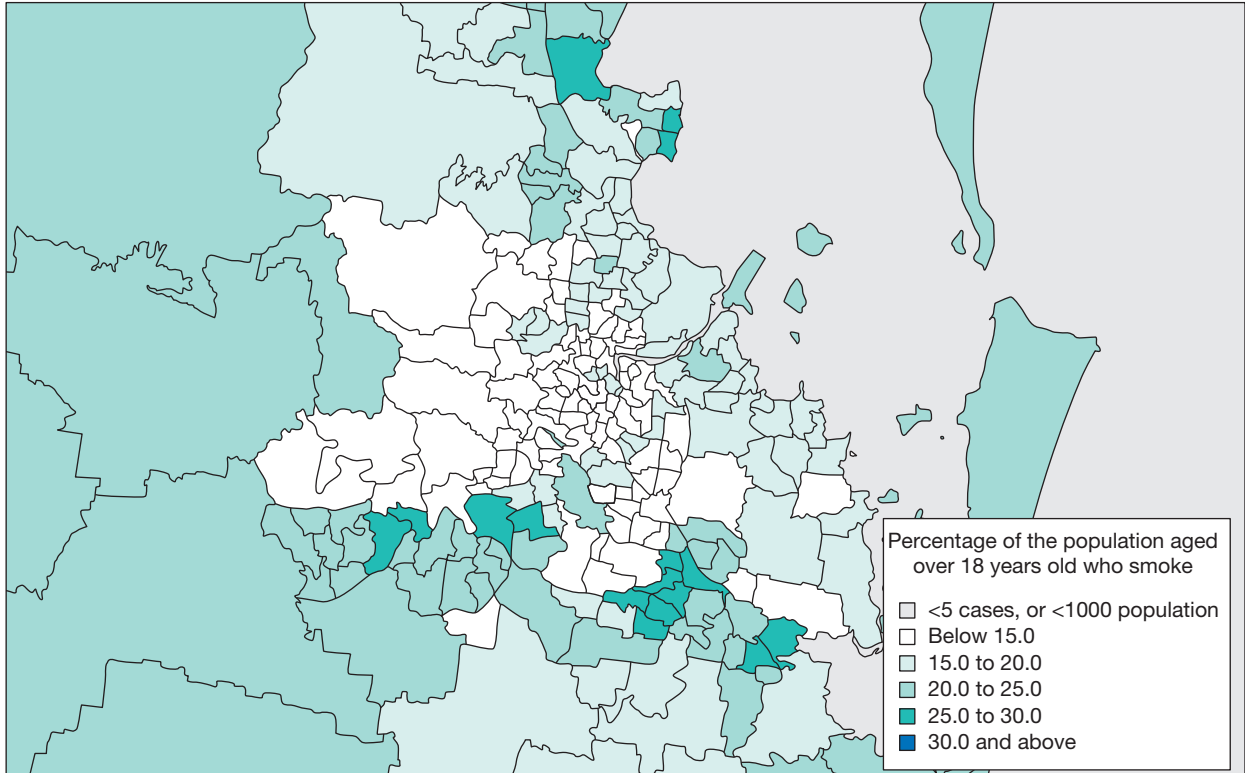 Percentage of the population aged
over 18 years old who smoke
<5 cases, or <1000 population
Below 15.0
15.0 to 20.0
20.0 to 25.0
25.0 to 30.0
30.0 and above